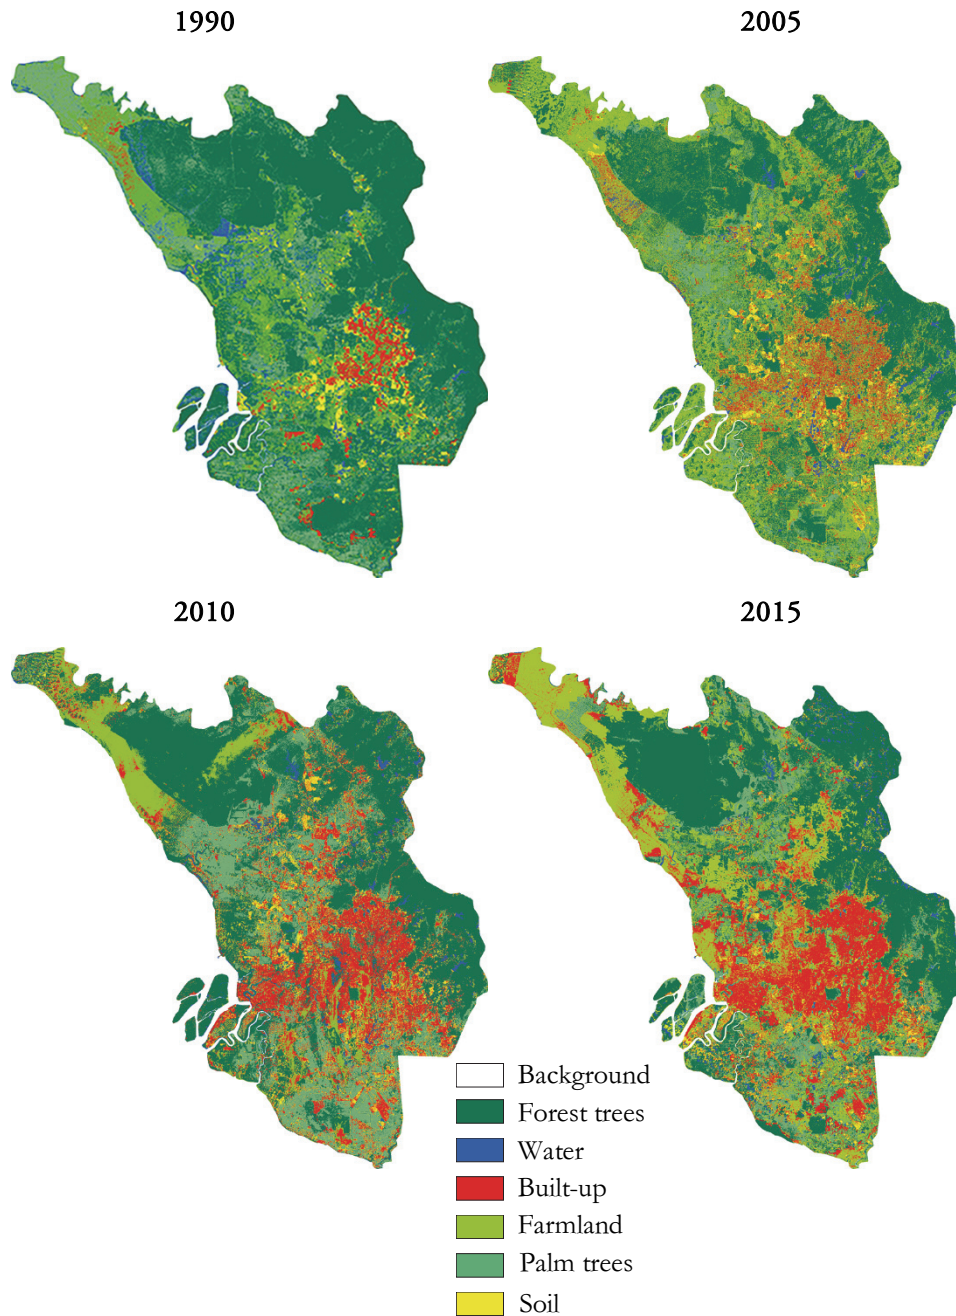 1990
2005
2010
2015
Background
Forest trees
Water
Built-up
Farmland
Palm trees
Soil